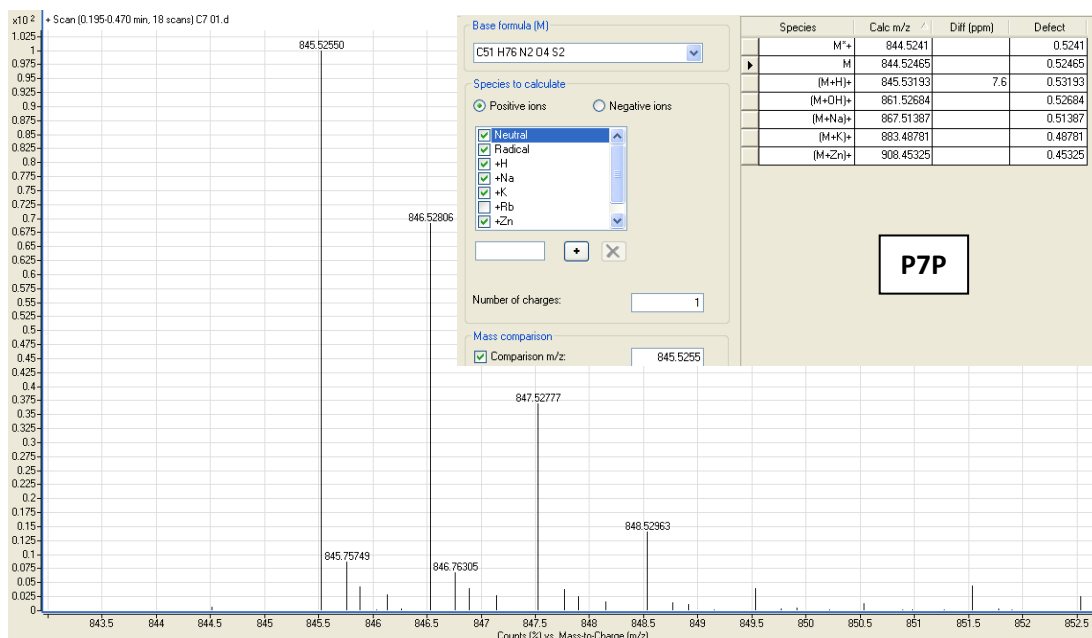 x10 2
+ Scan (0.195-0.470 min, 18 scans) C7 01.d
1.025
1
0.975
0.95
0.925
0.9
0.875
0.85
0.825
0.8
0.775
0.75
0.725
0.7
0.675
0.65
0.625
0.6
0.575
0.55
0.525
0.5
0.475
0.45
0.425
0.4
0.375
0.35
0.325
0.3
0.275
0.25
0.225
0.2
0.175
0.15
0.125
0.1
0.075
0.05
0.025
0
845.52550
846.52806
847.52777
848.52963
845.75749
846.76305
843.5 844 844.5 845 845.5 846 846.5 847 847.5 848 848.5 849 849.5 850 850.5 851 851.5 852 852.5
Counts (%) vs. Mass-to-Charge (m/z)
Base formula (M)
C51 H76 N2 O4 S2
Species to calculate
Positive ions Negative ions
Neutral
Radical
+H
+Na
+K
+Rb
+Zn
+
Number of charges: 1
Mass comparison
Comparison m/z: 845.5255
Species Calc m/z Diff (ppm) Defect
M*+ 844.5241 0.5241
M 844.52465 0.52465
(M+H)+ 845.53193 7.6 0.53193
(M+OH)+ 861.52684 0.52684
(M+Na)+ 867.51387 0.51387
(M+K)+ 883.48781 0.48781
(M+Zn)+ 908.45325 0.45325
P7P